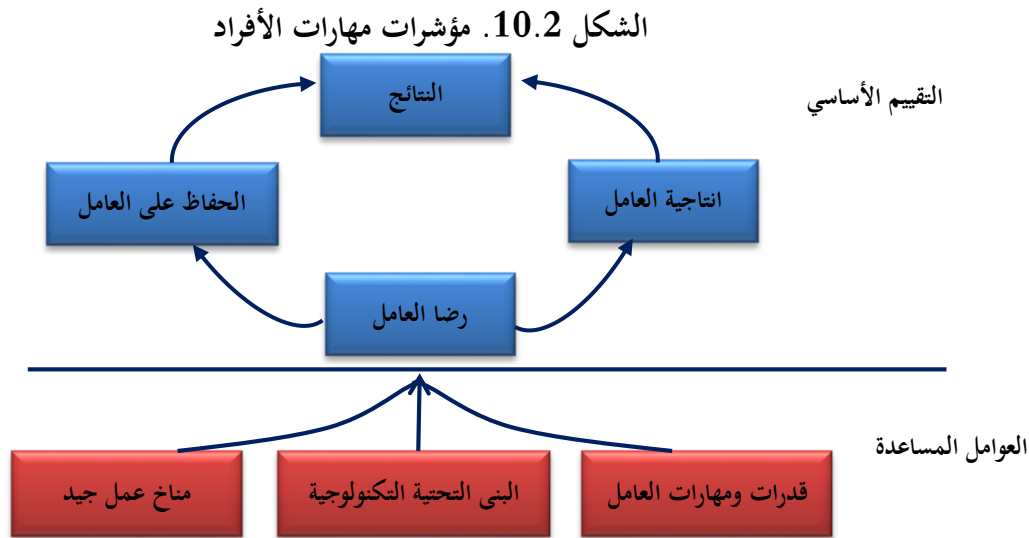 الشكل 10.2. مؤشرات مهارات الأفراد
التقييم الأساسي
النتائج
انتاجية العامل
الحفاظ على العامل
رضا العامل
العوامل المساعدة
قدرات ومهارات العامل
البنى التحتية التكنولوجية
مناخ عمل جيد